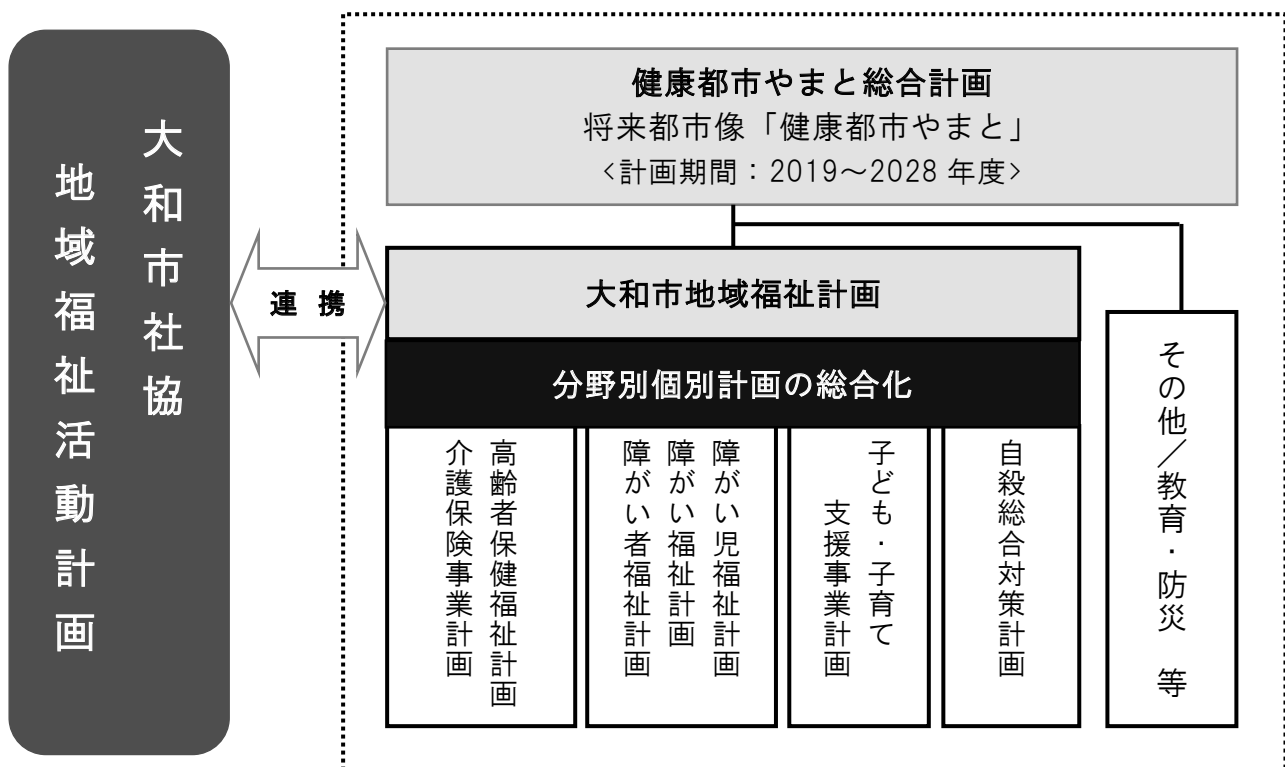 大和市社協
地域福祉活動計画
連携
健康都市やまと総合計画
将来都市像「健康都市やまと」
<計画期間：2019～2028 年度>
大和市地域福祉計画
分野別個別計画の総合化
高齢者保健福祉計画
介護保険事業計画
障がい児福祉計画
障がい福祉計画
障がい者福祉計画
子ども・子育て
支援事業計画
自殺総合対策計画
その他／教育・防災　等